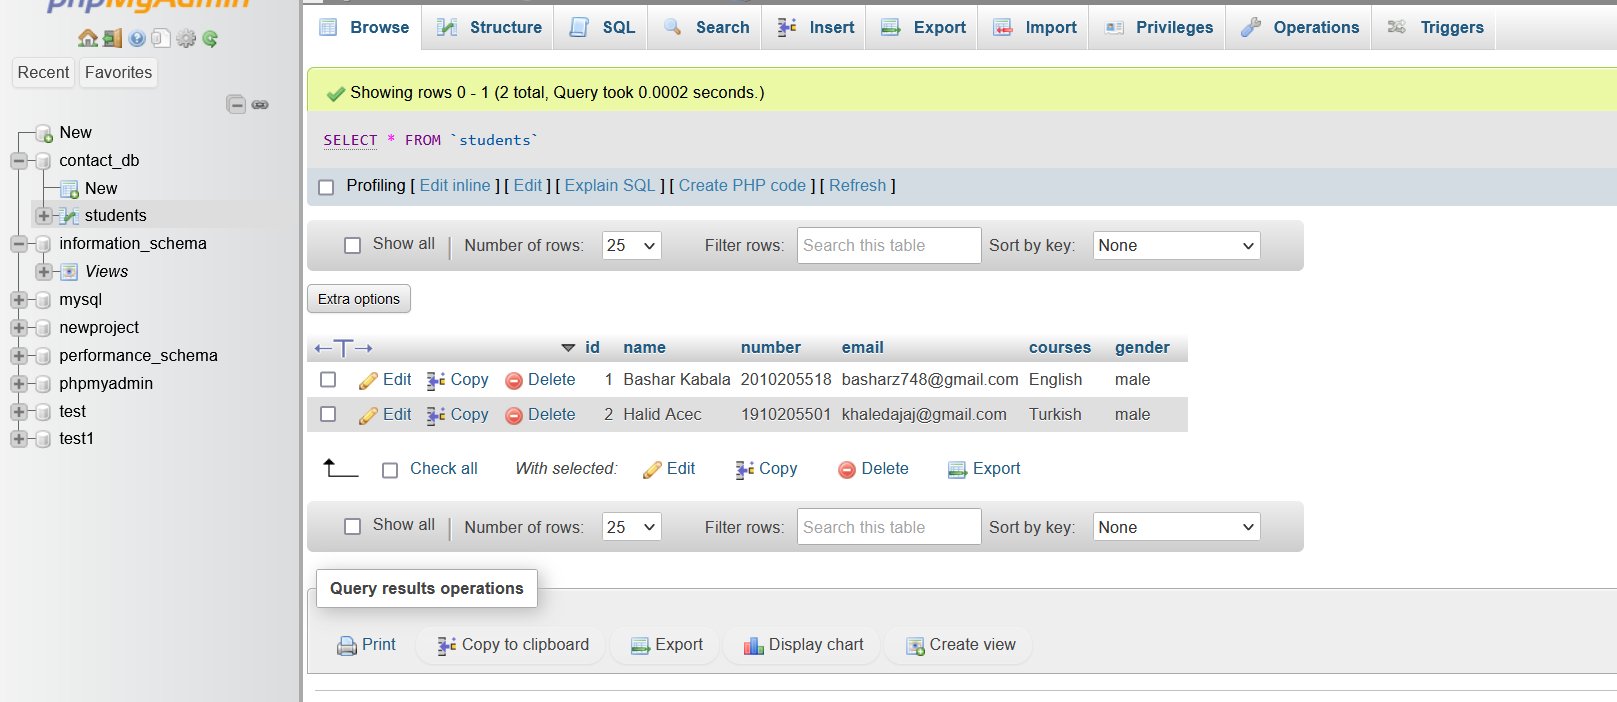 phpMyAdmin
Recent Favorites
New
contact_db
New
students
information_schema
Views
mysql
newproject
performance_schema
phpmyadmin
test
test1
Browse Structure SQL Search Insert Export Import Privileges Operations Triggers
Showing rows 0 - 1 (2 total, Query took 0.0002 seconds.)
SELECT * FROM `students`
Profiling [ Edit inline ] [ Edit ] [ Explain SQL ] [ Create PHP code ] [ Refresh ]
Show all | Number of rows: 25 Filter rows: Search this table Sort by key: None
Extra options
←T→ id name number email courses gender
Edit Copy Delete 1 Bashar Kabala 2010205518 basharz748@gmail.com English male
Edit Copy Delete 2 Halid Acec 1910205501 khaledajaj@gmail.com Turkish male
Check all With selected: Edit Copy Delete Export
Show all | Number of rows: 25 Filter rows: Search this table Sort by key: None
Query results operations
Print Copy to clipboard Export Display chart Create view